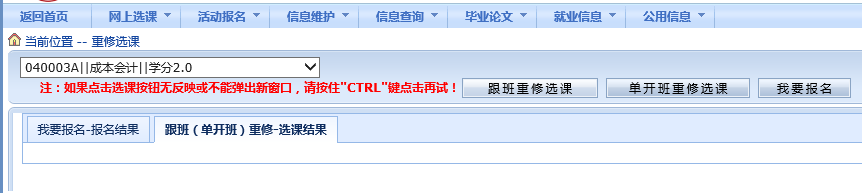 返回首页 网上选课 活动报名 信息维护 信息查询 毕业论文 就业信息 公用信息
当前位置 -- 重修选课
040003A||成本会计||学分2.0
注：如果点击选课按钮无反映或不能弹出新窗口，请按住"CTRL"键点击再试！ 跟班重修选课 单开班重修选课 我要报名
我要报名-报名结果 跟班（单开班）重修-选课结果